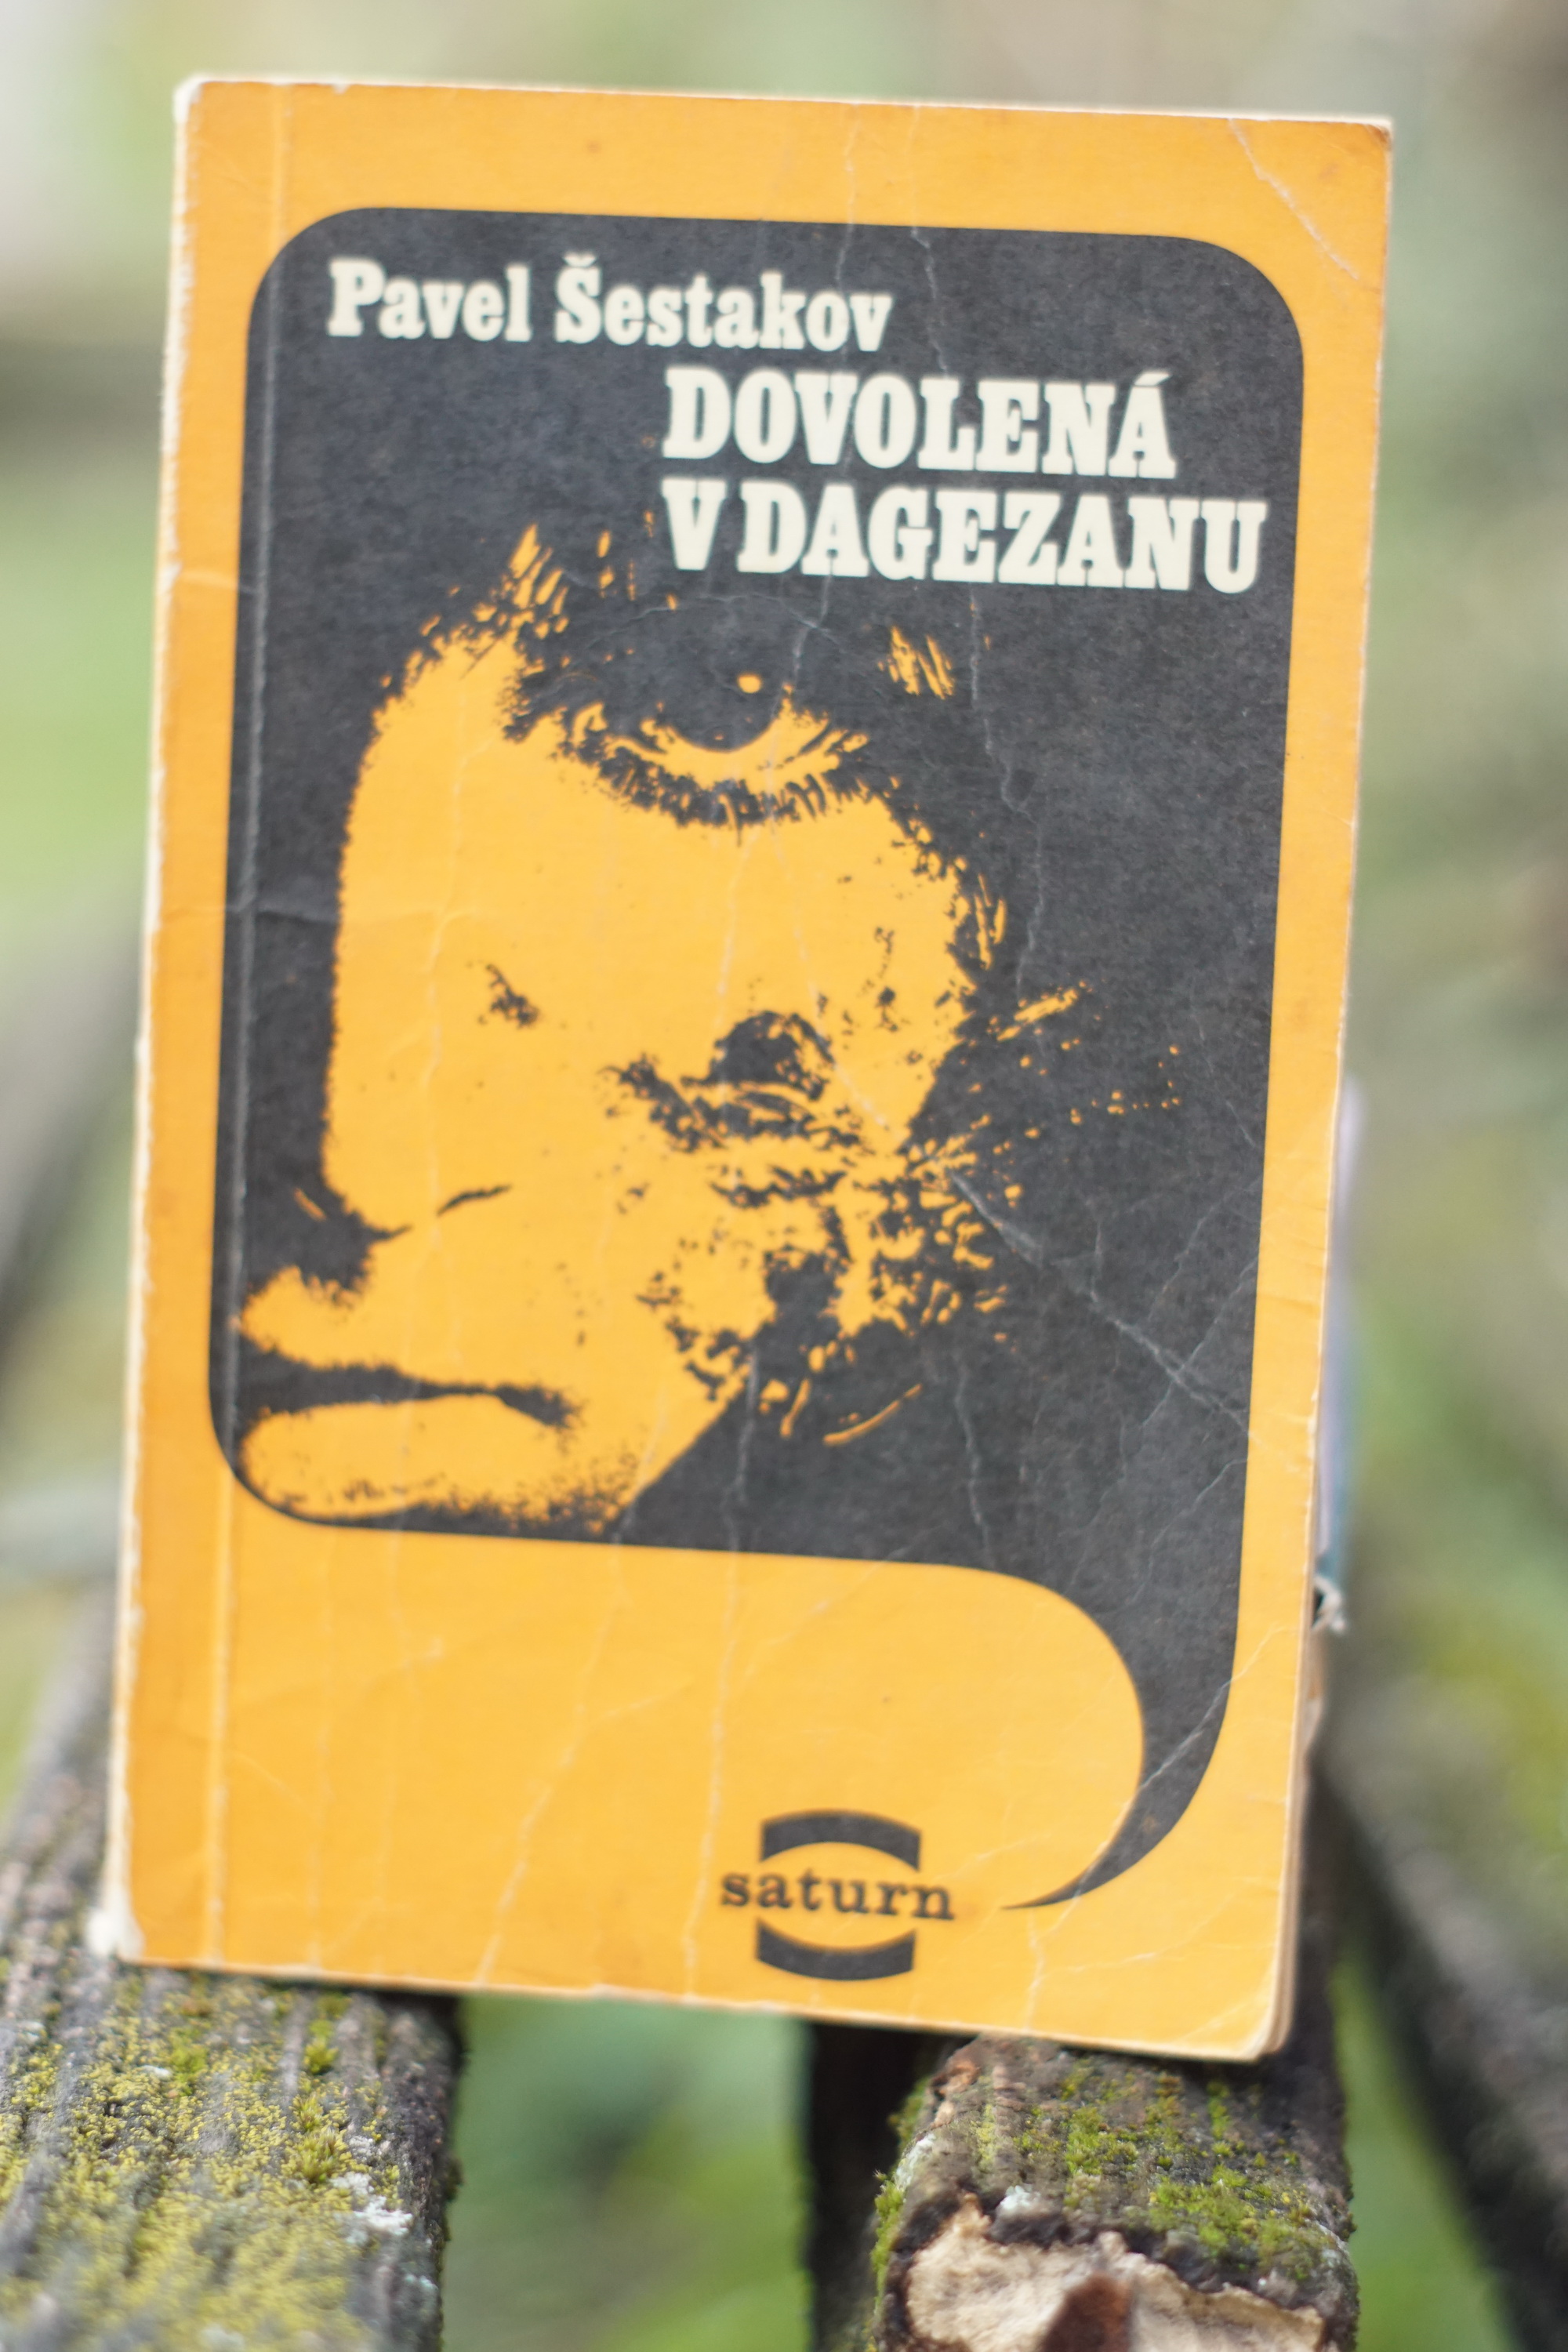 Pavel Šestakov
DOVOLENÁ
V DAGEZANU
saturn